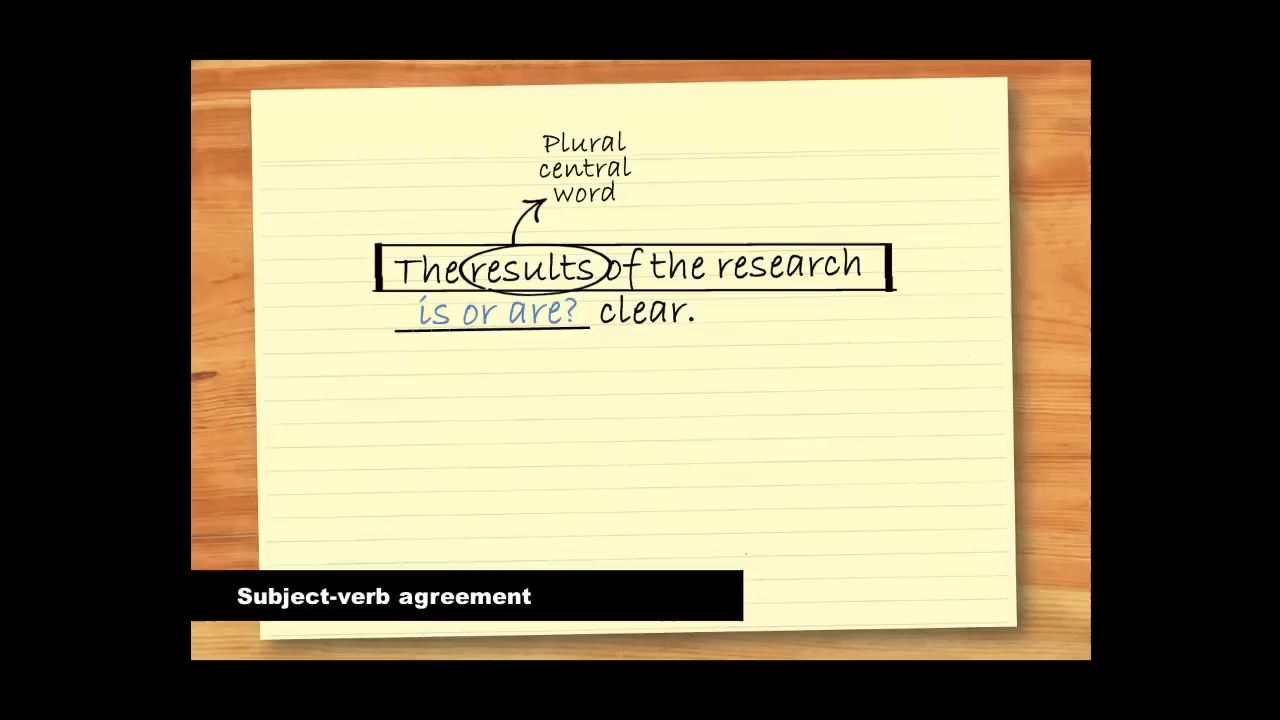 Plural
central
word
The results of the research
is or are? clear.
Subject-verb agreement